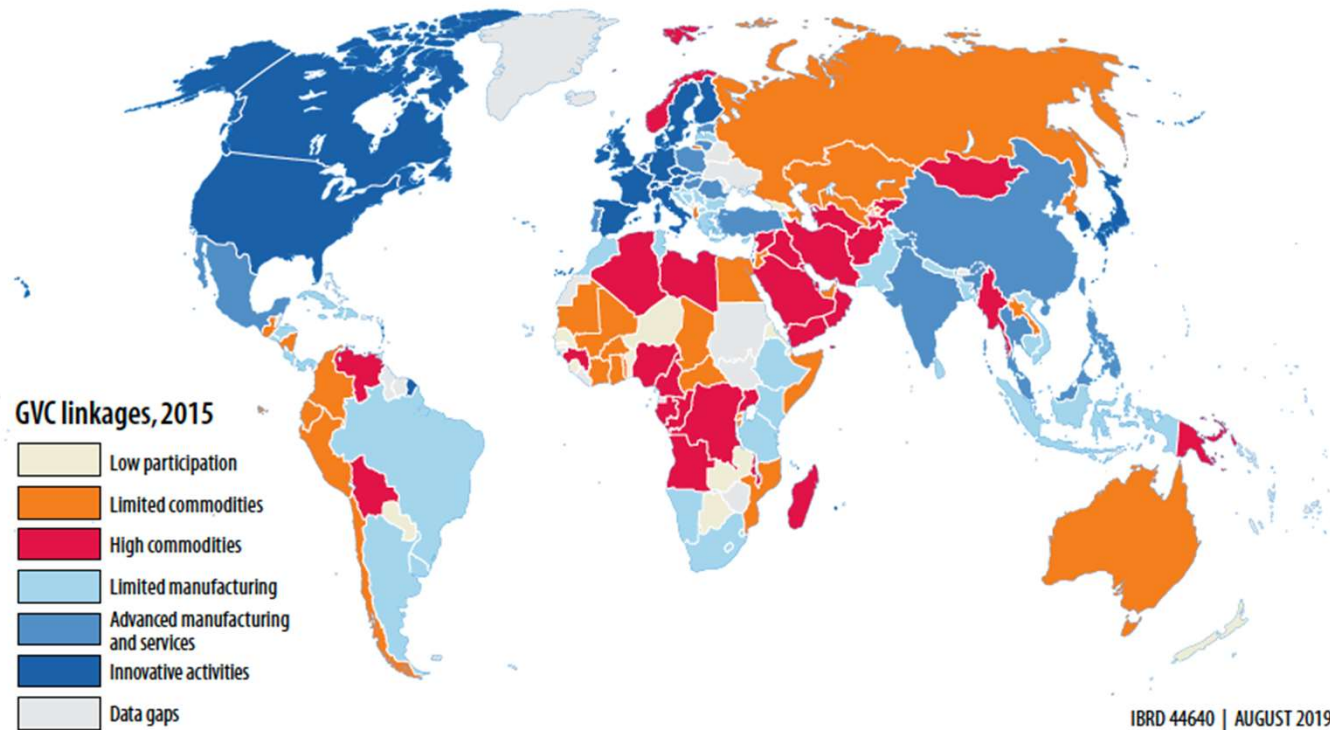 GVC linkages, 2015
Low participation
Limited commodities
High commodities
Limited manufacturing
Advanced manufacturing
and services
Innovative activities
Data gaps
IBRD 44640 | AUGUST 2019